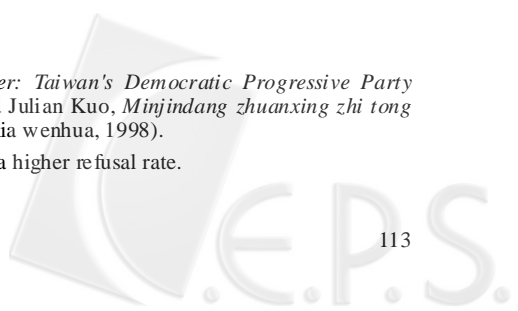 er: Taiwan's Democratic Progressive Party
Julian Kuo, Minjindang zhuanxing zhi tong
ia wenhua, 1998).
a higher refusal rate.
113
C.E.P.S.